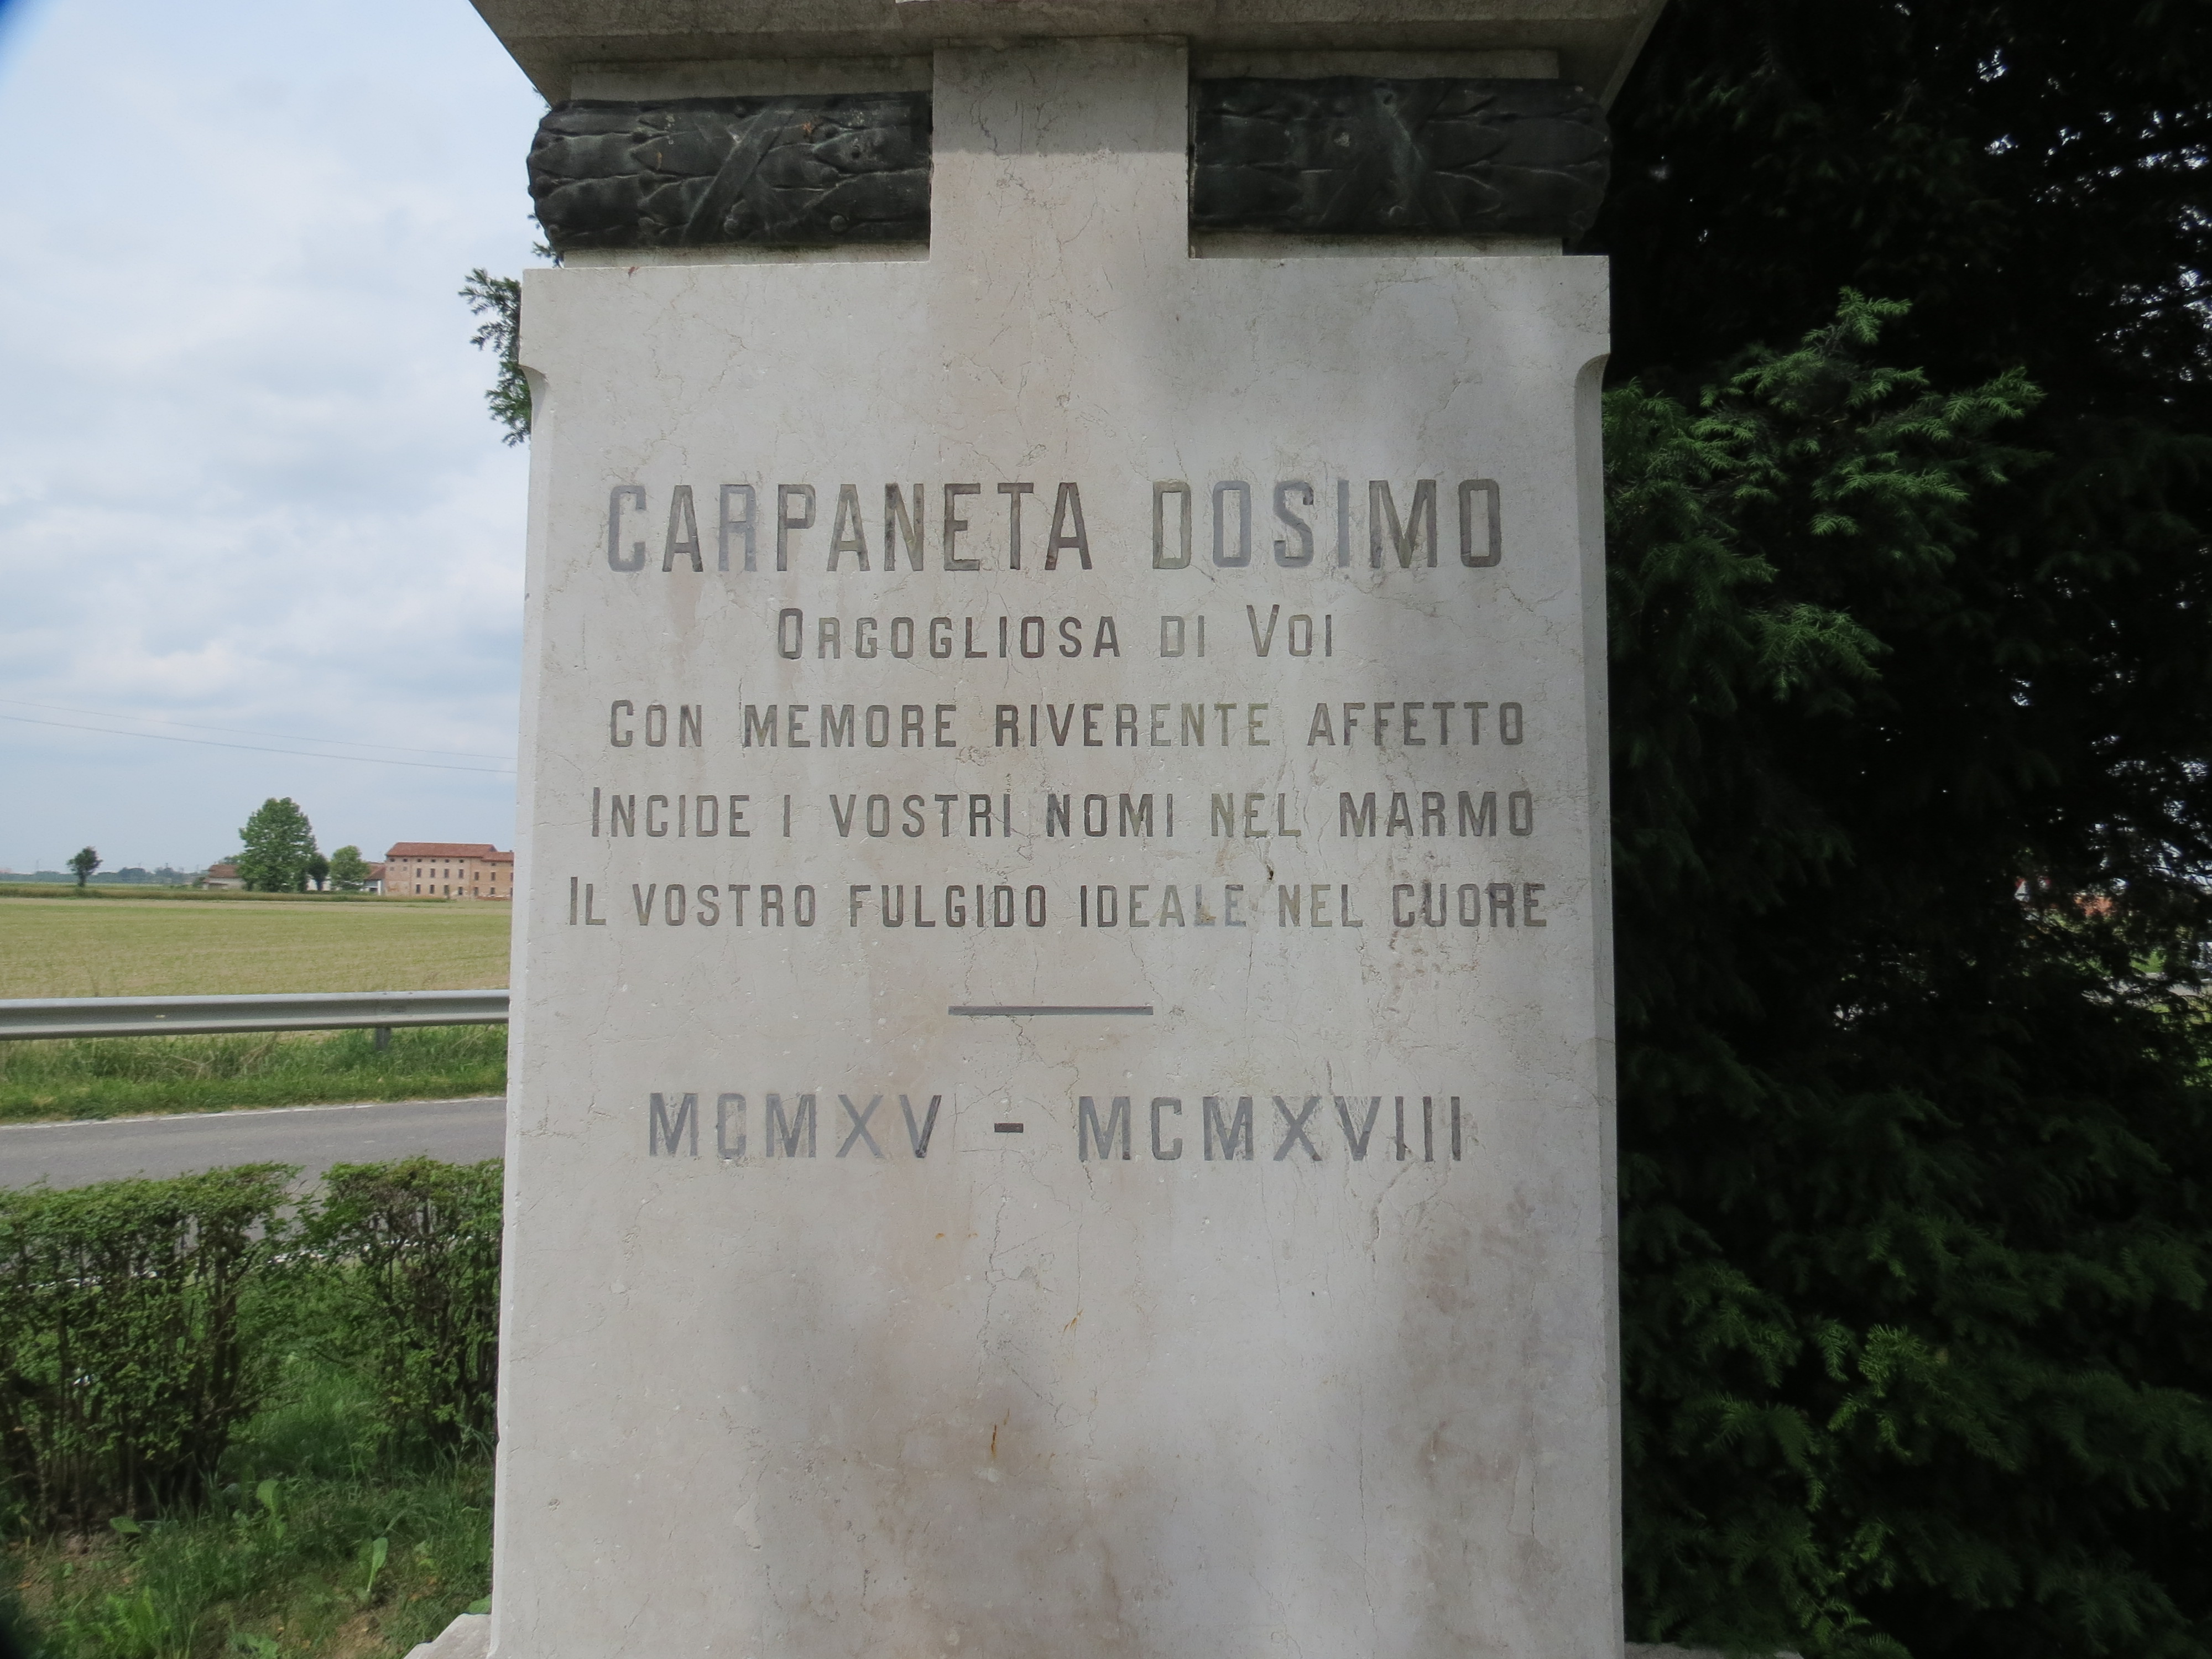 CARPANETA DOSIMO
ORGOGLIOSA DI VOI
CON MEMORE RIVERENTE AFFETTO
INCIDE I VOSTRI NOMI NEL MARMO
IL VOSTRO FULGIDO IDEALE NEL CUORE
MCMXV - MCMXVIII